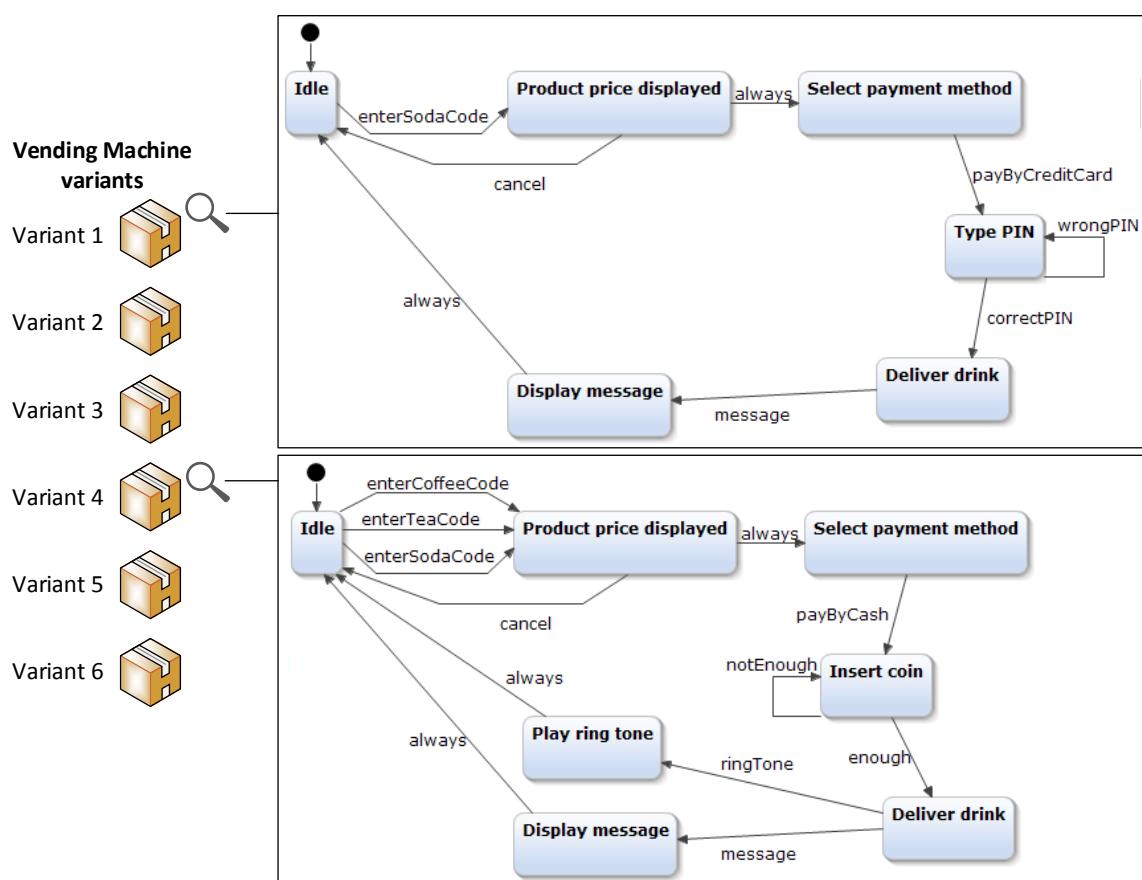 Vending Machine
variants
Variant 1
Variant 2
Variant 3
Variant 4
Variant 5
Variant 6
Idle
enterSodaCode
Product price displayed
always
Select payment method
cancel
payByCreditCard
Type PIN
wrongPIN
always
correctPIN
Display message
message
Deliver drink
enterCoffeeCode
Idle
enterTeaCode
enterSodaCode
Product price displayed
always
Select payment method
cancel
payByCash
notEnough
Insert coin
always
always
Play ring tone
ringTone
enough
Display message
message
Deliver drink